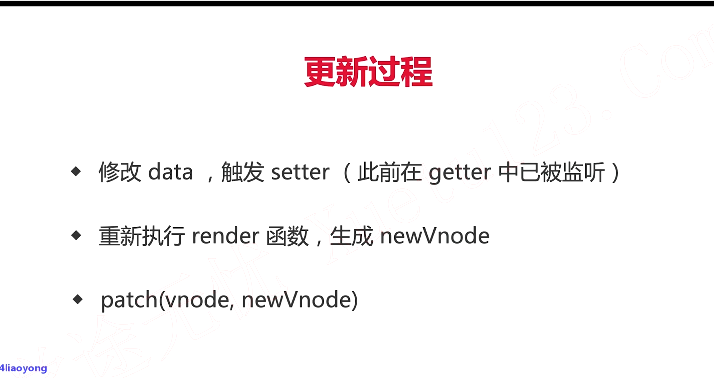 更新过程
◆ 修改 data ，触发 setter （此前在 getter 中已被监听）
◆ 重新执行 render 函数，生成 newVnode
◆ patch(vnode, newVnode)
4liaoyong